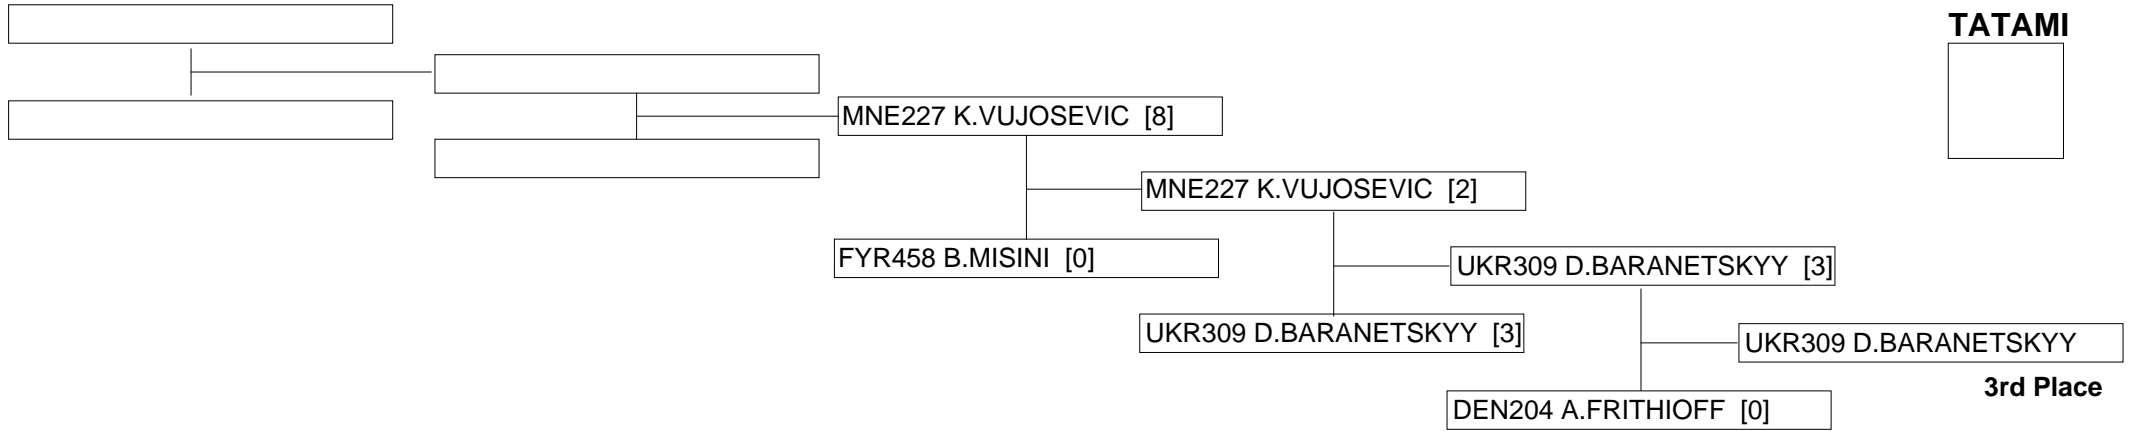 TATAMI
MNE227 K.VUJOSEVIC [8]
MNE227 K.VUJOSEVIC [2]
FYR458 B.MISINI [0]
UKR309 D.BARANETSKYY [3]
UKR309 D.BARANETSKYY [3]
UKR309 D.BARANETSKYY
3rd Place
DEN204 A.FRITHIOFF [0]